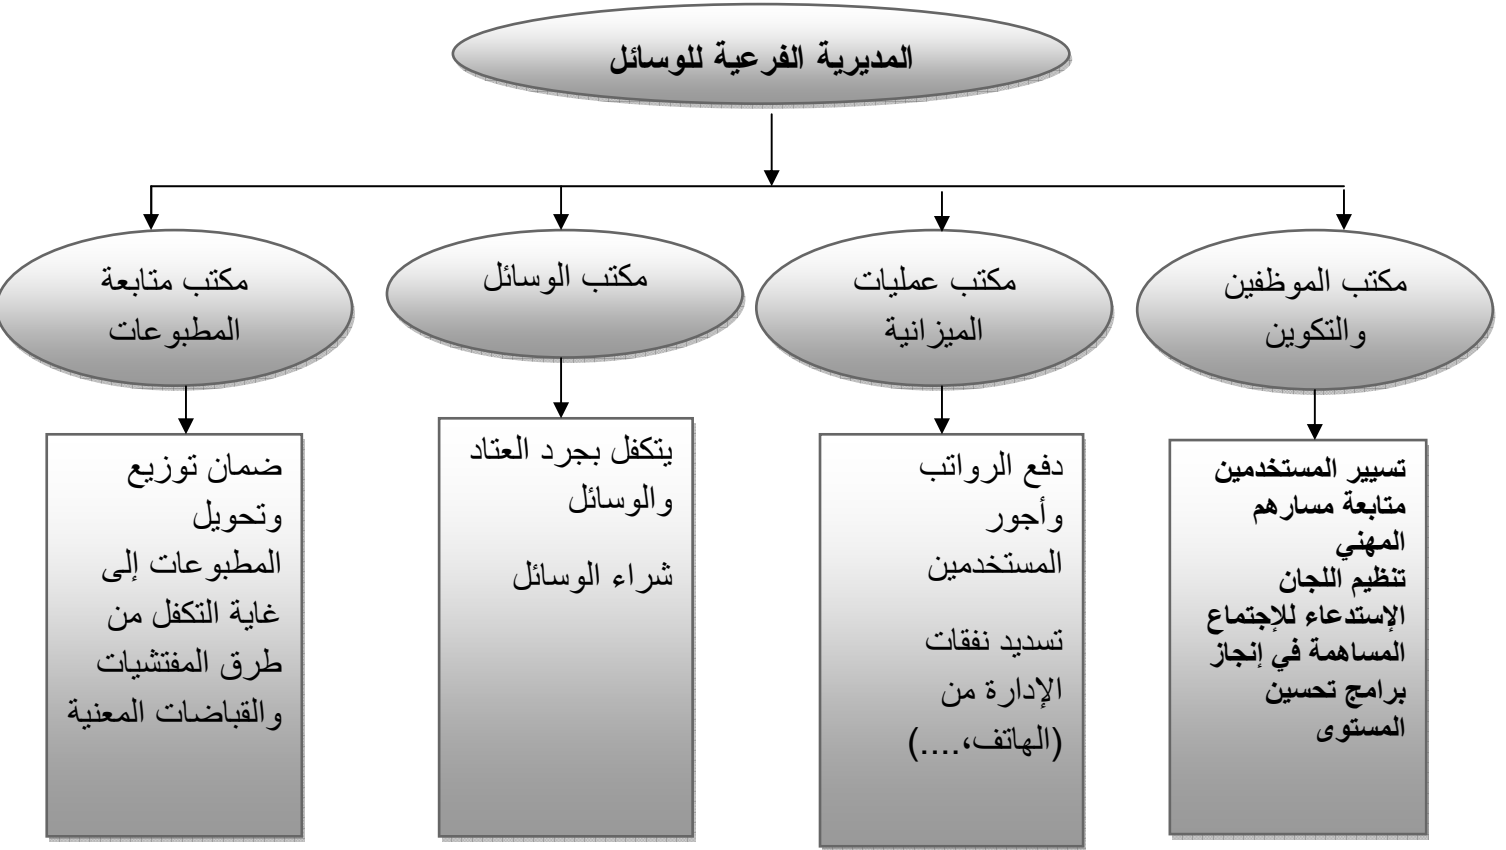 المديرية الفرعية للوسائل
مكتب الموظفين
والتكوين
مكتب عمليات
الميزانية
مكتب الوسائل
مكتب متابعة
المطبوعات
تسيير المستخدمين
متابعة مسارهم
المهني
تنظيم اللجان
الإستدعاء للإجتماع
المساهمة في إنجاز
برامج تحسين
المستوى
دفع الرواتب
وأجور
المستخدمين
تسديد نفقات
الإدارة من
(الهاتف،....)
يتكفل بجرد العتاد
والوسائل
شراء الوسائل
ضمان توزيع
وتحويل
المطبوعات إلى
غاية التكفل من
طرق المفتشيات
والقباضات المعنية